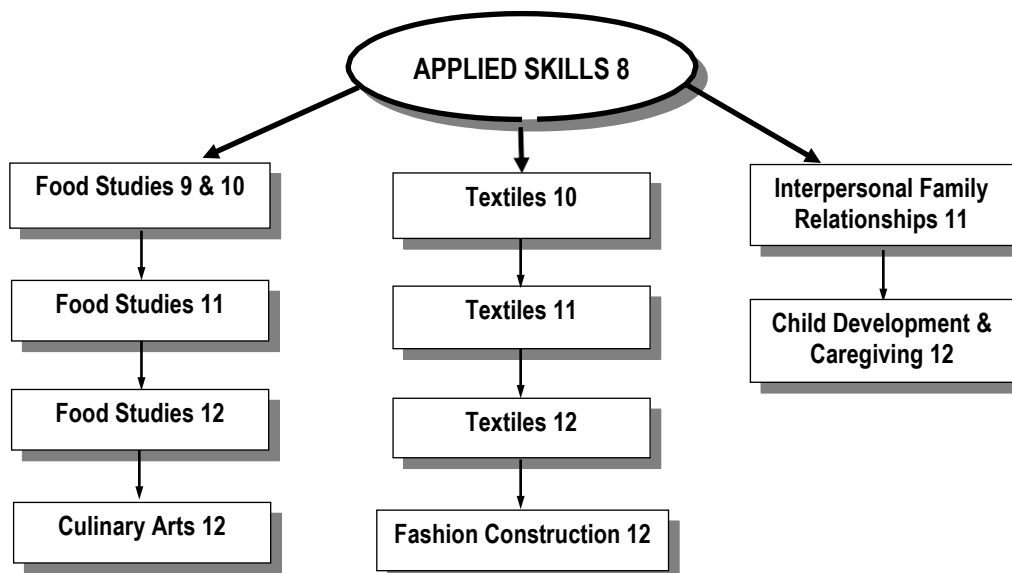 APPLIED SKILLS 8
Food Studies 9 & 10
Food Studies 11
Food Studies 12
Culinary Arts 12
Textiles 10
Textiles 11
Textiles 12
Fashion Construction 12
Interpersonal Family
Relationships 11
Child Development &
Caregiving 12